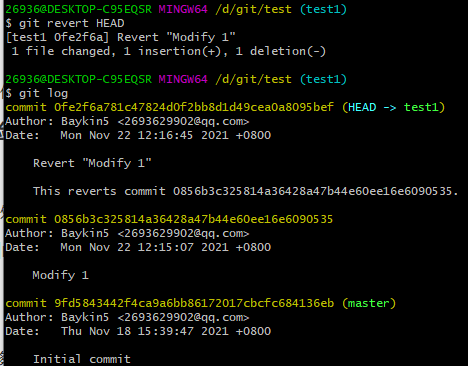 26936@DESKTOP-C95EQSR MINGW64 /d/git/test (test1)
$ git revert HEAD
[test1 0fe2f6a] Revert "Modify 1"
1 file changed, 1 insertion(+), 1 deletion(-)
26936@DESKTOP-C95EQSR MINGW64 /d/git/test (test1)
$ git log
commit 0fe2f6a781c47824d0f2bb8d1d49cea0a8095bef (HEAD -> test1)
Author: Baykin5 <2693629902@qq.com>
Date:   Mon Nov 22 12:16:45 2021 +0800
Revert "Modify 1"
This reverts commit 0856b3c325814a36428a47b44e60ee16e6090535.
commit 0856b3c325814a36428a47b44e60ee16e6090535
Author: Baykin5 <2693629902@qq.com>
Date:   Mon Nov 22 12:15:07 2021 +0800
Modify 1
commit 9fd5843442f4ca9a6bb86172017cbcfc684136eb (master)
Author: Baykin5 <2693629902@qq.com>
Date:   Thu Nov 18 15:39:47 2021 +0800
Initial commit